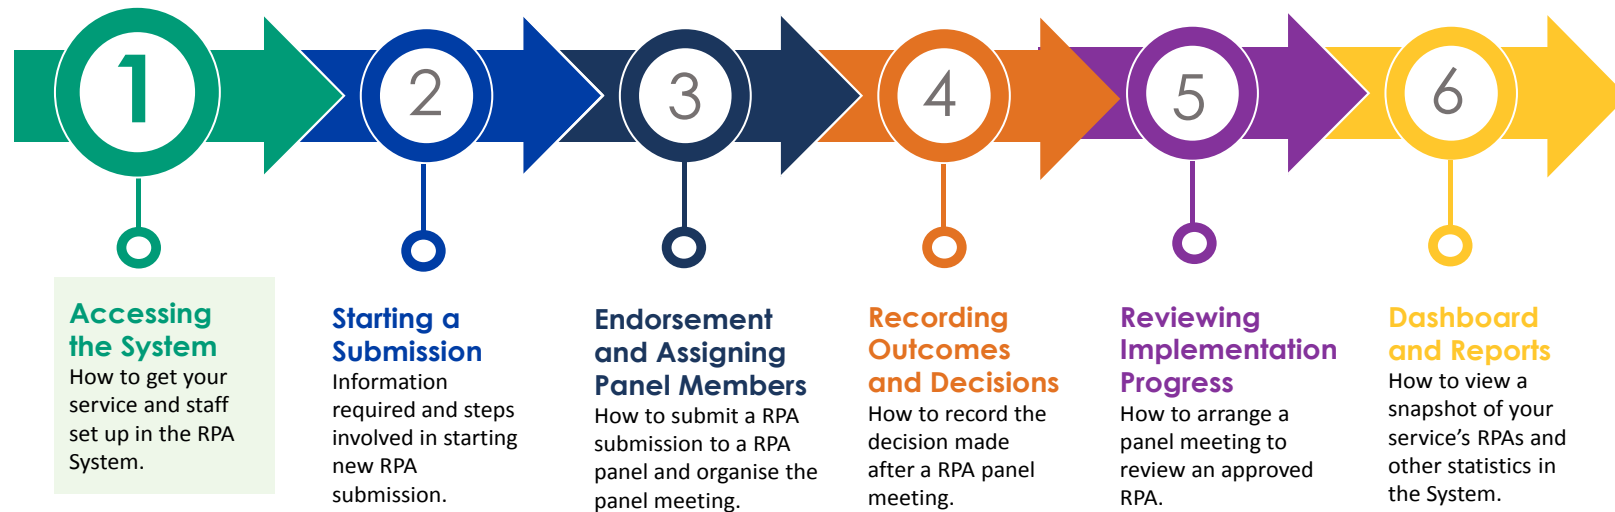 1
2
3
4
5
6
Accessing
the System
How to get your
service and staff
set up in the RPA
System.
Starting a
Submission
Information
required and steps
involved in starting
new RPA
submission.
Endorsement
and Assigning
Panel Members
How to submit a RPA
submission to a RPA
panel and organise the
panel meeting.
Recording
Outcomes
and Decisions
How to record the
decision made
after a RPA panel
meeting.
Reviewing
Implementation
Progress
How to arrange a
panel meeting to
review an approved
RPA.
Dashboard
and Reports
How to view a
snapshot of your
service’s RPAs and
other statistics in
the System.